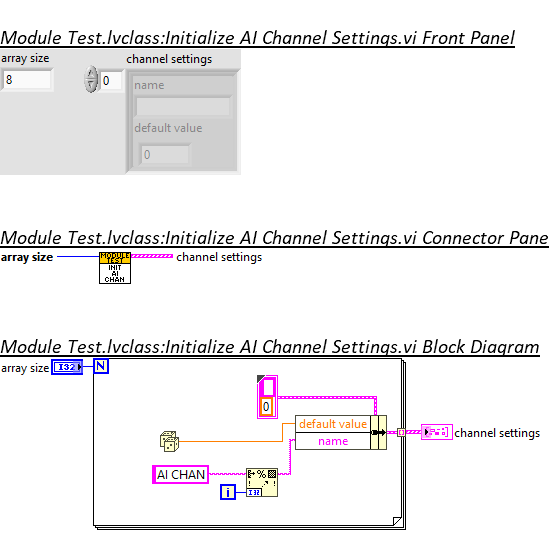 Module Test.lvclass:Initialize AI Channel Settings.vi Front Panel
array size
channel settings
8
0
name
default value
0
Module Test.lvclass:Initialize AI Channel Settings.vi Connector Pane
array size
MODULE
TEST
INIT
AI
CHAN
channel settings
Module Test.lvclass:Initialize AI Channel Settings.vi Block Diagram
array size
I32
N
0
default value
name
channel settings
AI CHAN
%
i
I32